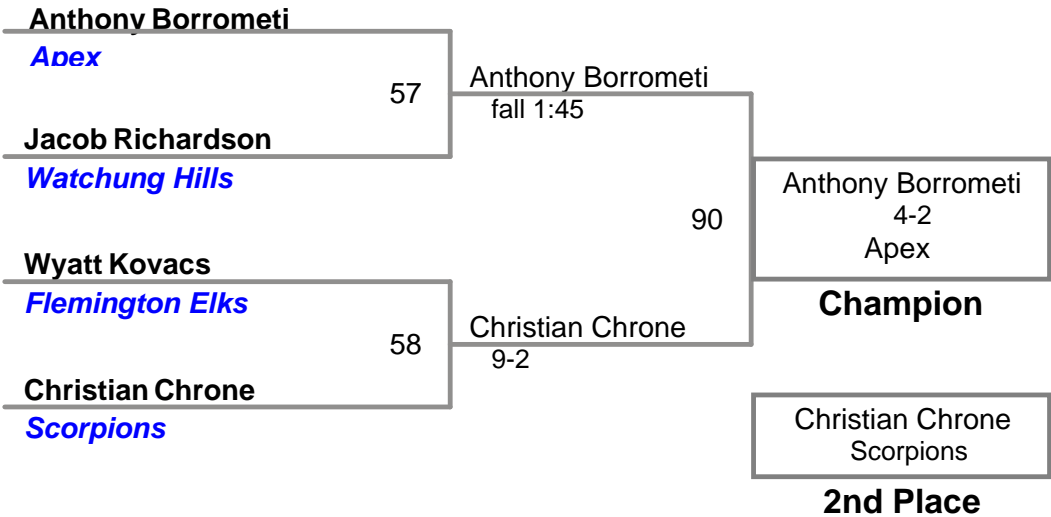 Anthony Borrometi
Apex
57
Anthony Borrometi
fall 1:45
Jacob Richardson
Watchung Hills
90
Anthony Borrometi
4-2
Apex
Champion
Wyatt Kovacs
Flemington Elks
58
Christian Chrone
9-2
Christian Chrone
Scorpions
Christian Chrone
Scorpions
2nd Place